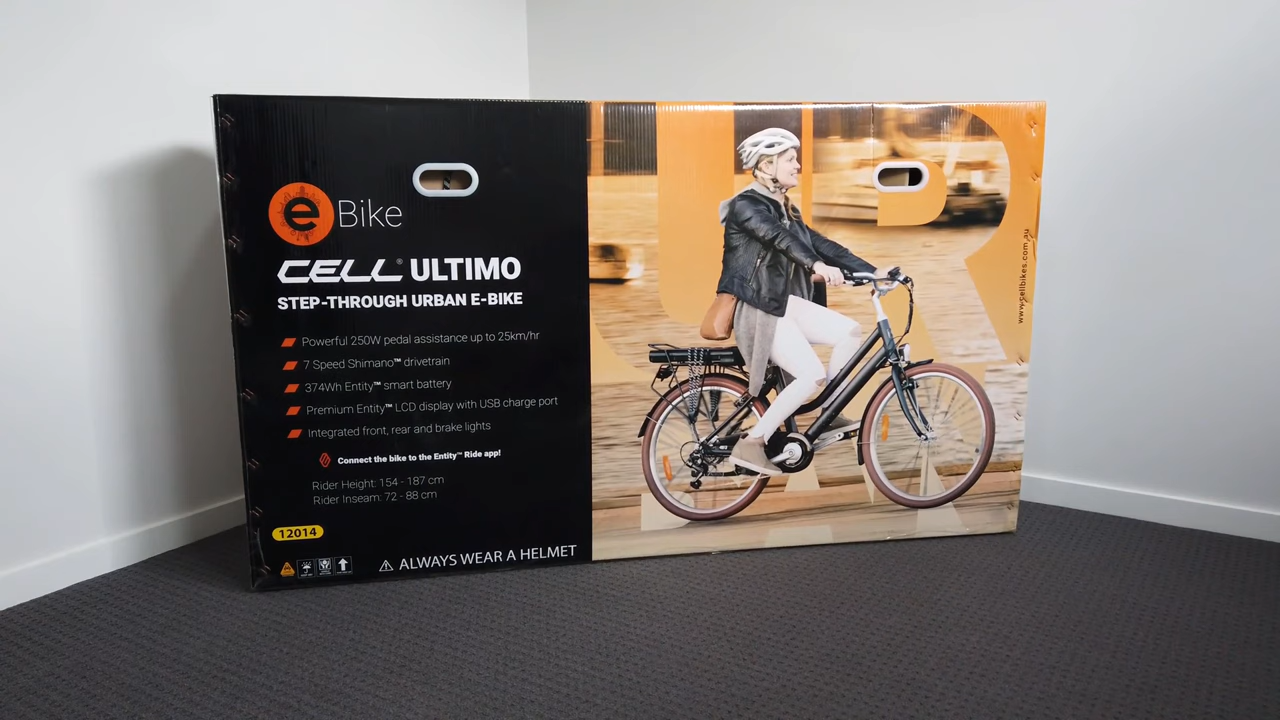 e Bike
CELL® ULTIMO
STEP-THROUGH URBAN E-BIKE
Powerful 250W pedal assistance up to 25km/hr
7 Speed Shimano™ drivetrain
374Wh Entity™ smart battery
Premium Entity™ LCD display with USB charge port
Integrated front, rear and brake lights
Connect the bike to the Entity™ Ride app!
Rider Height: 154 - 187 cm
Rider Inseam: 72 - 88 cm
12014
⚠ ALWAYS WEAR A HELMET
UR
www.cellbikes.com.au